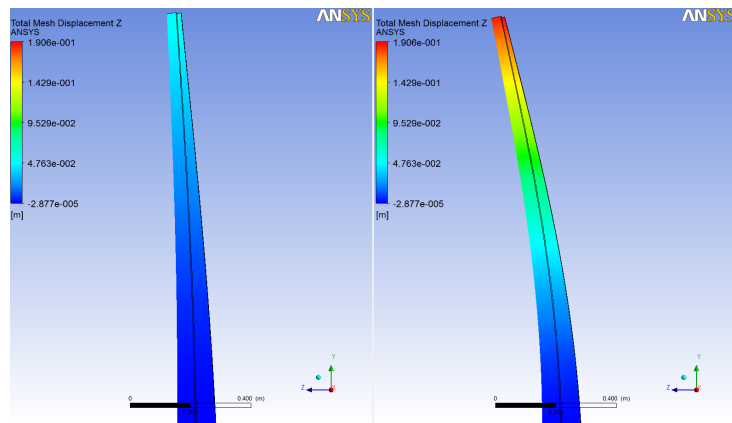 Total Mesh Displacement Z
ANSYS
1.906e-001
1.429e-001
9.529e-002
4.763e-002
-2.877e-005
[m]
ANSYS
Y
Z
0
0.400 (m)
Total Mesh Displacement Z
ANSYS
1.906e-001
1.429e-001
9.529e-002
4.763e-002
-2.877e-005
[m]
ANSYS
Y
Z
0
0.400 (m)